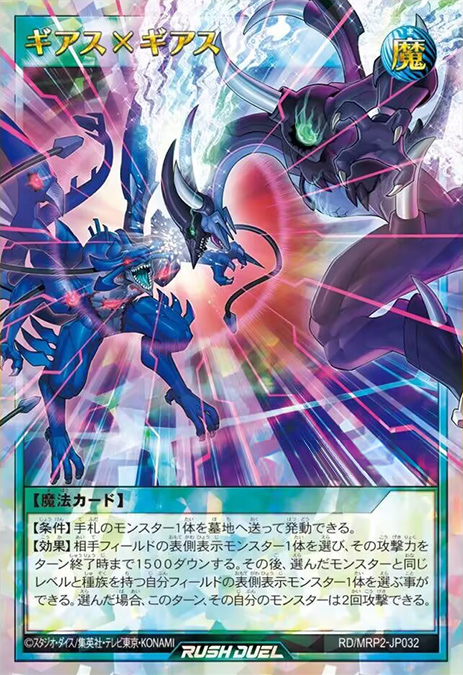 ギアス×ギアス
魔
【魔法カード】
【条件】手札のモンスター1体を墓地へ送って発動できる。
【効果】相手フィールドの表側表示モンスター1体を選び、その攻撃力を
ターン終了時まで1500ダウンする。その後、選んだモンスターと同じ
レベルと種族を持つ自分フィールドの表側表示モンスター1体を選ぶ事が
できる。選んだ場合、このターン、その自分のモンスターは2回攻撃できる。
©スタジオ・ダイス/集英社・テレビ東京・KONAMI
RUSH DUEL
RD/MRP2-JP032